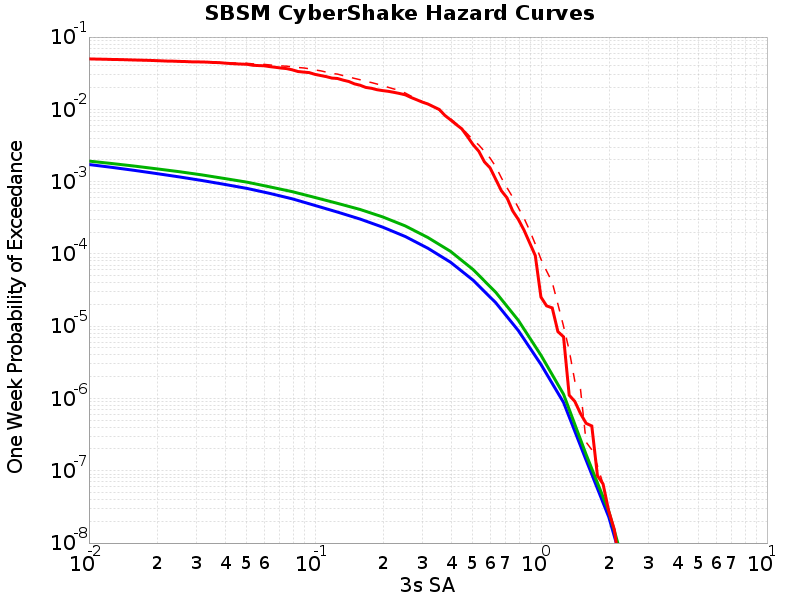 SBSM CyberShake Hazard Curves
One Week Probability of Exceedance
10^-1
10^-2
10^-3
10^-4
10^-5
10^-6
10^-7
10^-8
10^-2 2 3 4 5 6 10^-1 2 3 4 5 6 7 10^0 2 3 4 5 6 7 10^1
3s SA